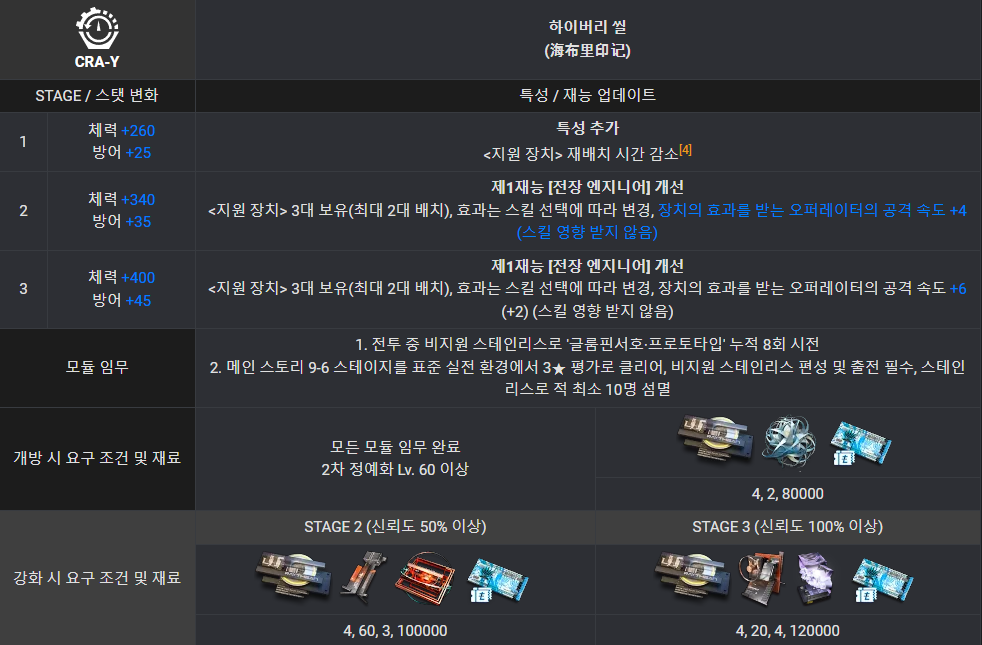 CRA-Y
하이버리 씰
(海布里印记)
STAGE / 스탯 변화
특성 / 재능 업데이트
1
체력 +260
방어 +25
특성 추가
<지원 장치> 재배치 시간 감소[4]
2
체력 +340
방어 +35
제1재능 [전장 엔지니어] 개선
<지원 장치> 3대 보유(최대 2대 배치), 효과는 스킬 선택에 따라 변경, 장치의 효과를 받는 오퍼레이터의 공격 속도 +4
(스킬 영향 받지 않음)
3
체력 +400
방어 +45
제1재능 [전장 엔지니어] 개선
<지원 장치> 3대 보유(최대 2대 배치), 효과는 스킬 선택에 따라 변경, 장치의 효과를 받는 오퍼레이터의 공격 속도 +6
(+2) (스킬 영향 받지 않음)
모듈 임무
1. 전투 중 비지원 스테인리스로 '글룸핀서호·프로토타입' 누적 8회 시전
2. 메인 스토리 9-6 스테이지를 표준 실전 환경에서 3★ 평가로 클리어, 비지원 스테인리스 편성 및 출전 필수, 스테인
리스로 적 최소 10명 섬멸
개방 시 요구 조건 및 재료
모든 모듈 임무 완료
2차 정예화 Lv. 60 이상
4, 2, 80000
강화 시 요구 조건 및 재료
STAGE 2 (신뢰도 50% 이상)
STAGE 3 (신뢰도 100% 이상)
4, 60, 3, 100000
4, 20, 4, 120000